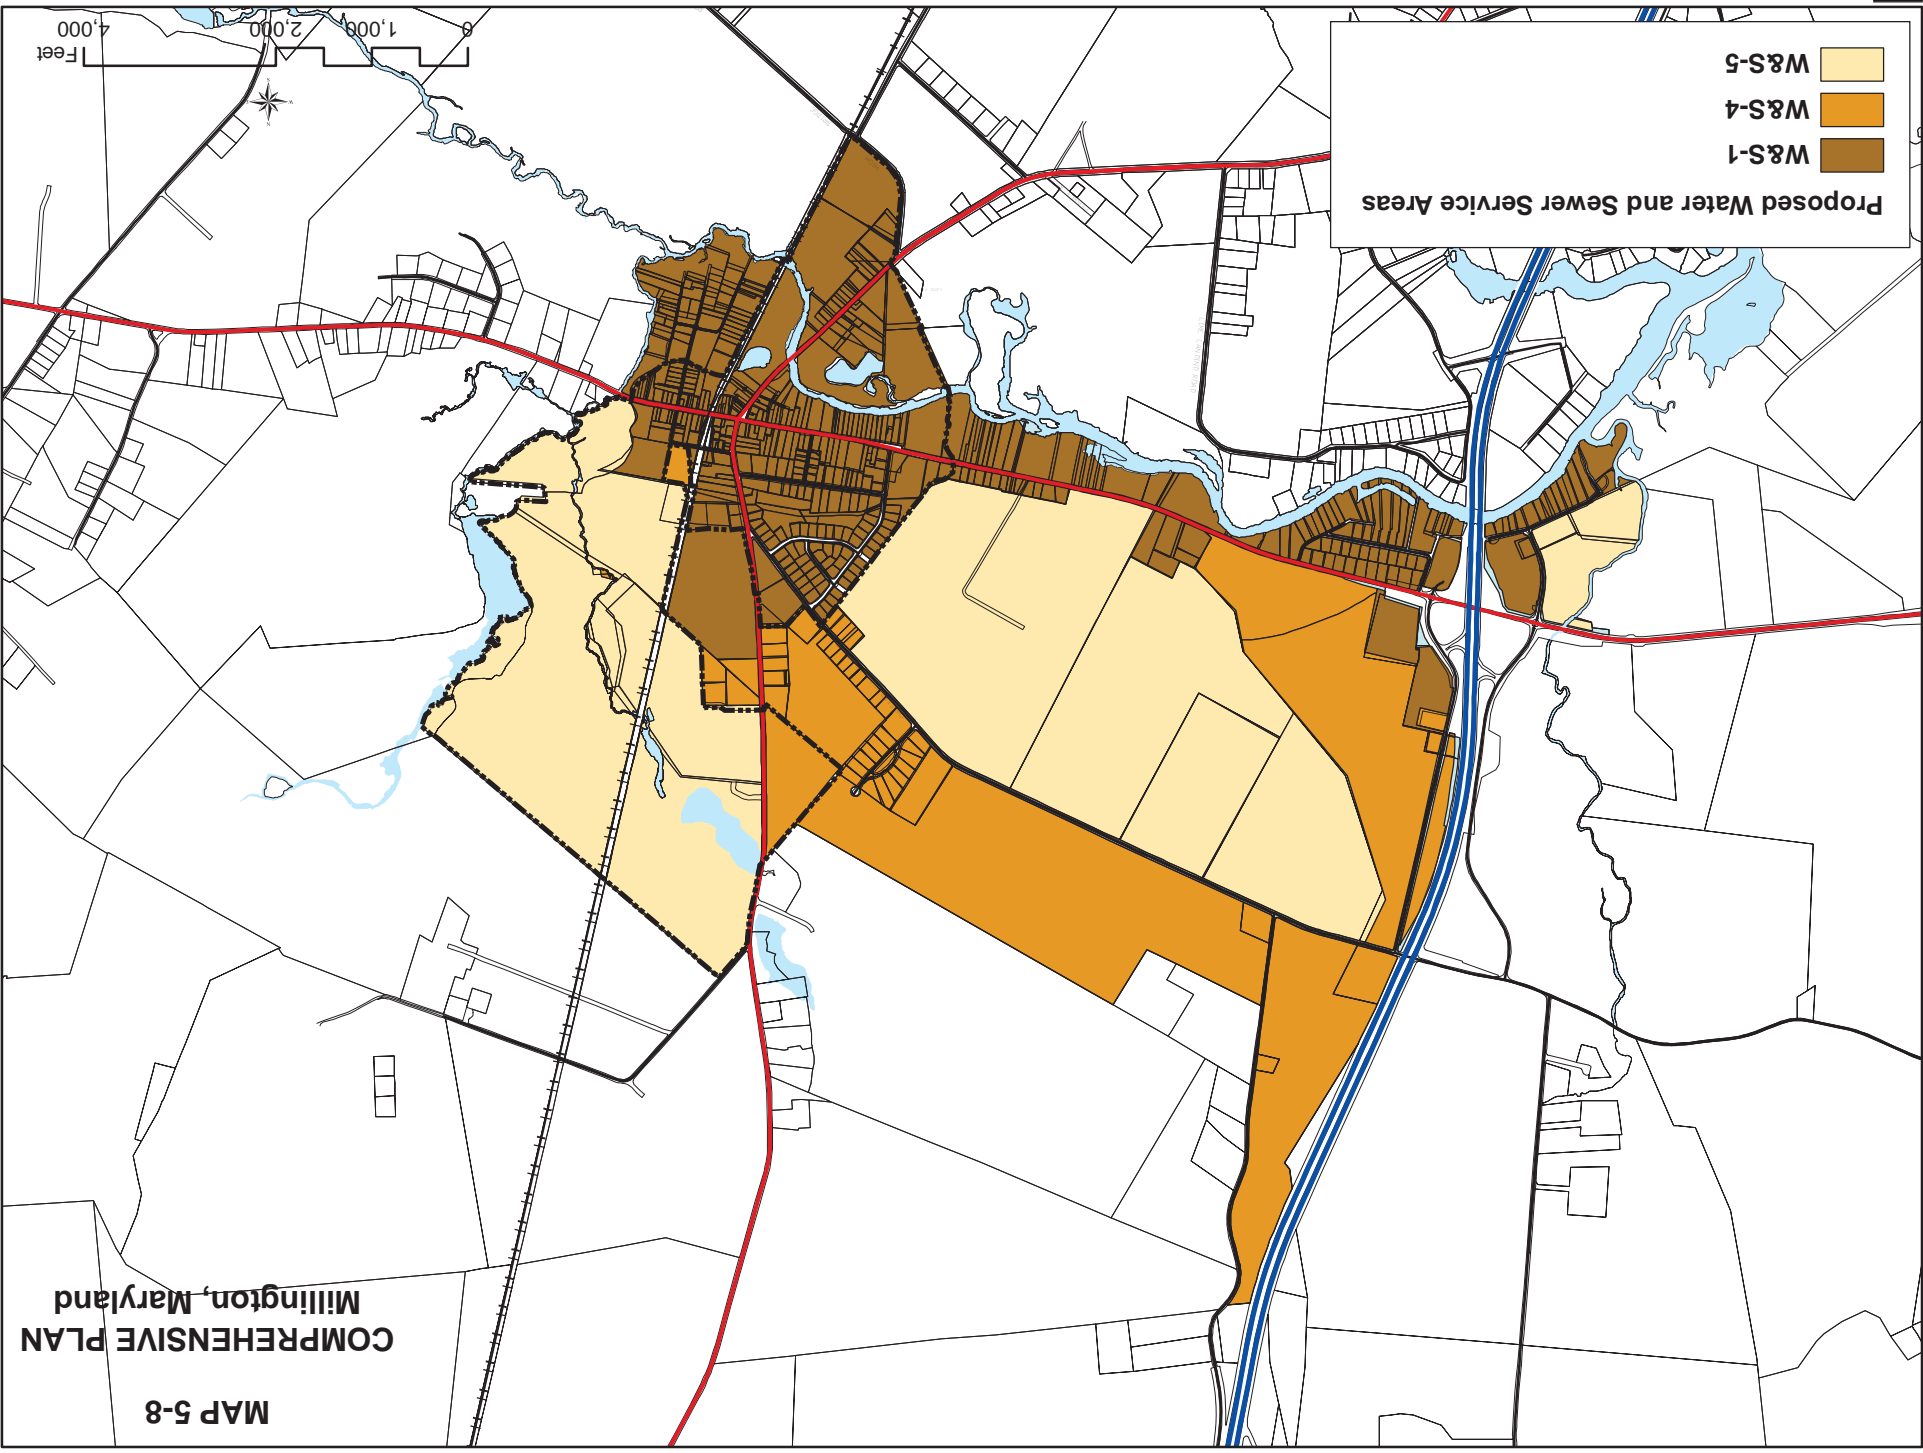 MAP 5-8
COMPREHENSIVE PLAN
Millington, Maryland
Proposed Water and Sewer Service Areas
W&S-1
W&S-4
W&S-5
Feet
0 1,000 2,000 4,000